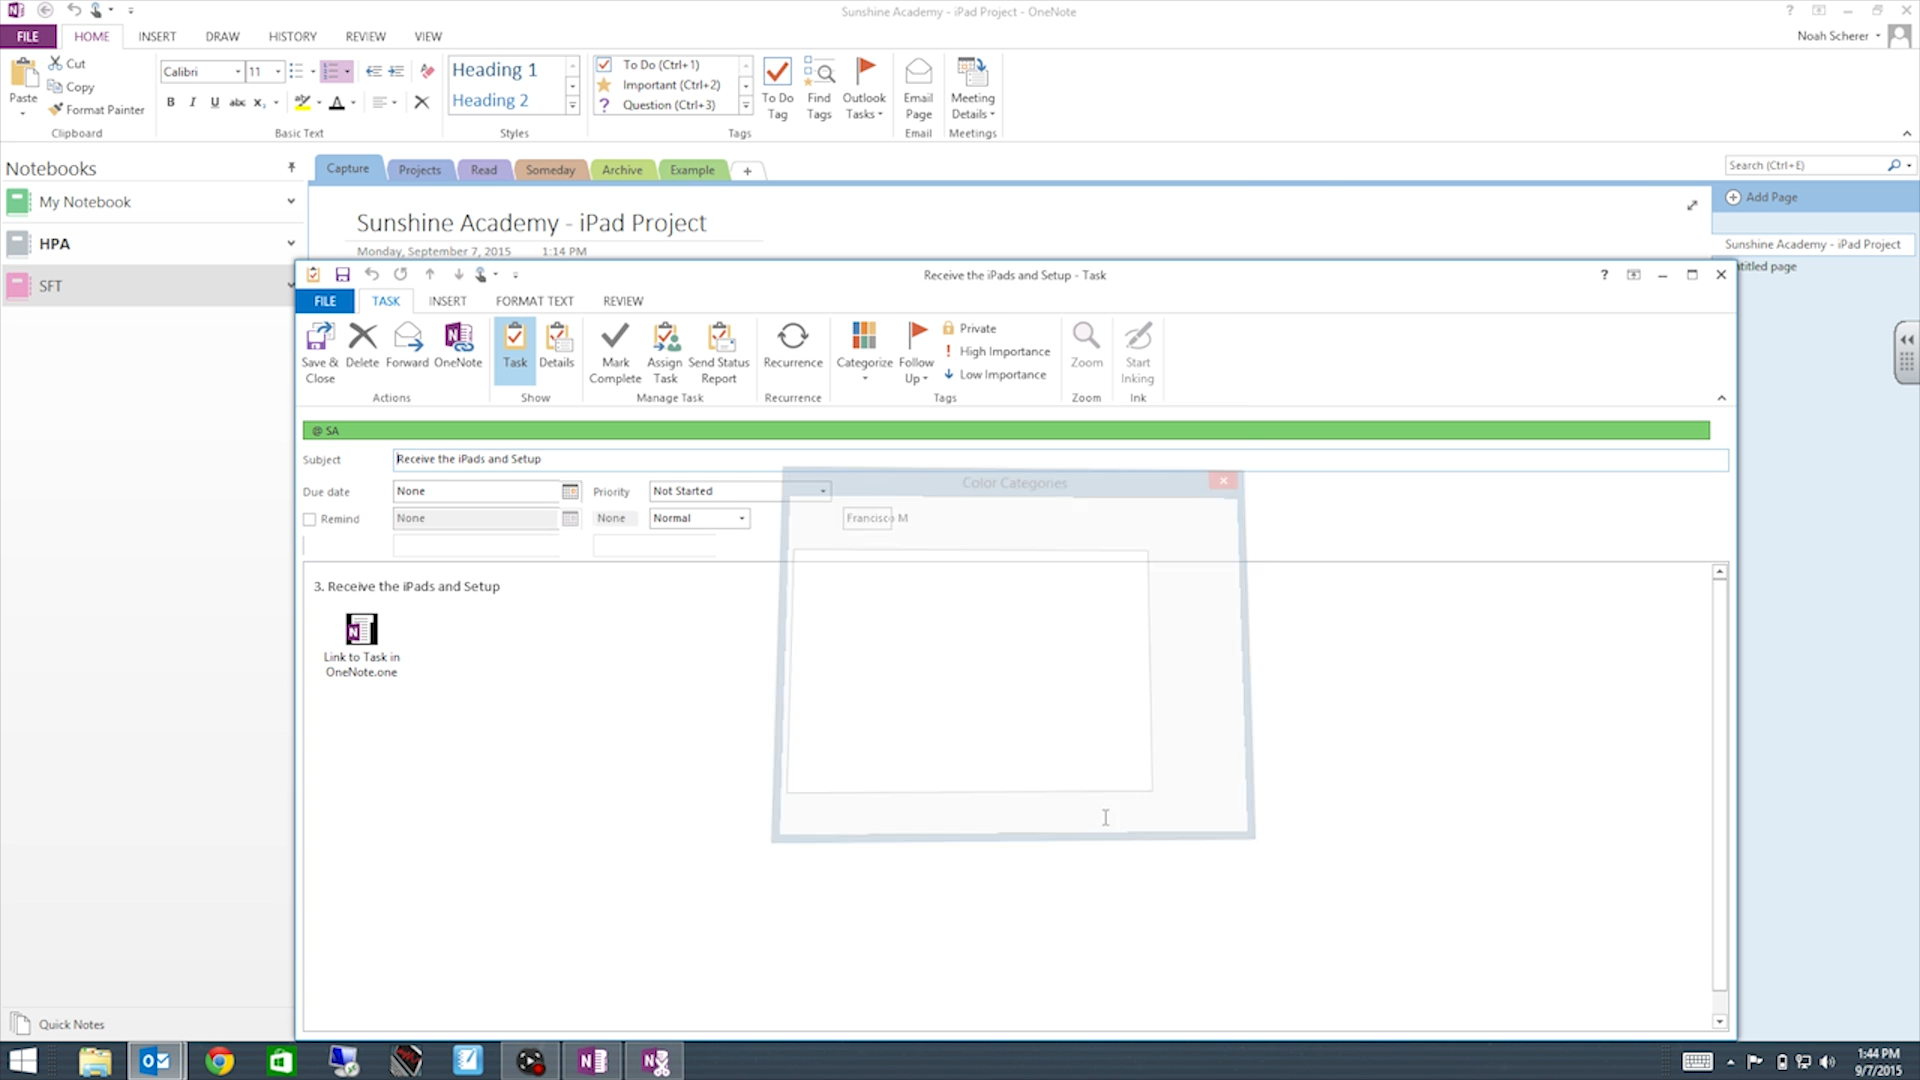 Sunshine Academy - iPad Project - OneNote
FILE HOME INSERT DRAW HISTORY REVIEW VIEW
Noah Scherer
Paste
Cut
Copy
Format Painter
Clipboard
Calibri 11
B I U abc X₂ A
Basic Text
Heading 1
Heading 2
Styles
To Do (Ctrl+1)
Important (Ctrl+2)
Question (Ctrl+3)
To Do Tag
Find Tags
Outlook Tasks
Tags
Email Page
Email
Meeting Details
Meetings
Notebooks
My Notebook
HPA
SFT
Quick Notes
Capture Projects Read Someday Archive Example +
Search (Ctrl+E)
Add Page
Sunshine Academy - iPad Project
Untitled page
Sunshine Academy - iPad Project
Monday, September 7, 2015 1:14 PM
Receive the iPads and Setup - Task
FILE TASK INSERT FORMAT TEXT REVIEW
Save & Close
Delete
Forward
OneNote
Actions
Task
Details
Show
Mark Complete
Assign Task
Send Status Report
Manage Task
Recurrence
Recurrence
Categorize
Follow Up
Private
High Importance
Low Importance
Tags
Zoom
Zoom
Start Inking
Ink
@ SA
Subject Receive the iPads and Setup
Due date None Priority Not Started
Remind None None Normal Francisco M
Color Categories
3. Receive the iPads and Setup
Link to Task in
OneNote.one
1:44 PM
9/7/2015